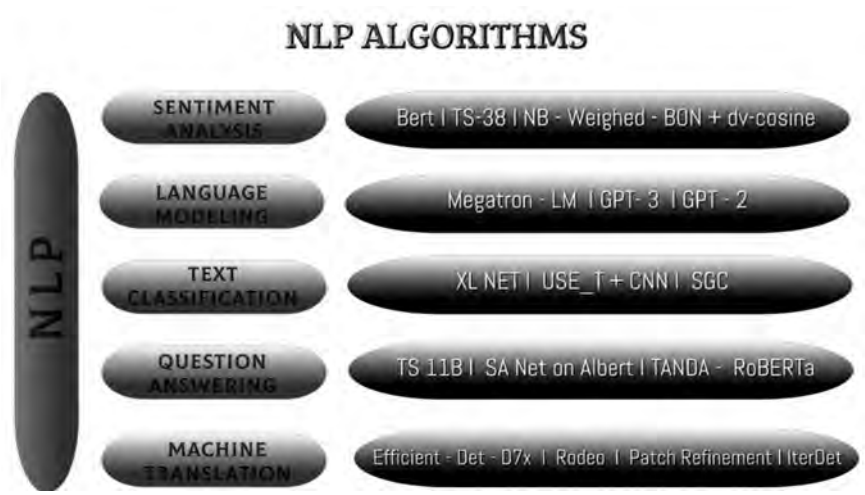 NLP ALGORITHMS
NLP
SENTIMENT
ANALYSIS
Bert | TS-38 | NB - Weighed - BON + dv-cosine
LANGUAGE
MODELING
Megatron - LM | GPT- 3 | GPT - 2
TEXT
CLASSIFICATION
XL NET | USE_T + CNN | SGC
QUESTION
ANSWERING
TS 11B | SA Net on Albert | TANDA - RoBERTa
MACHINE
TRANSLATION
Efficient - Det - D7x | Rodeo | Patch Refinement | IterDet